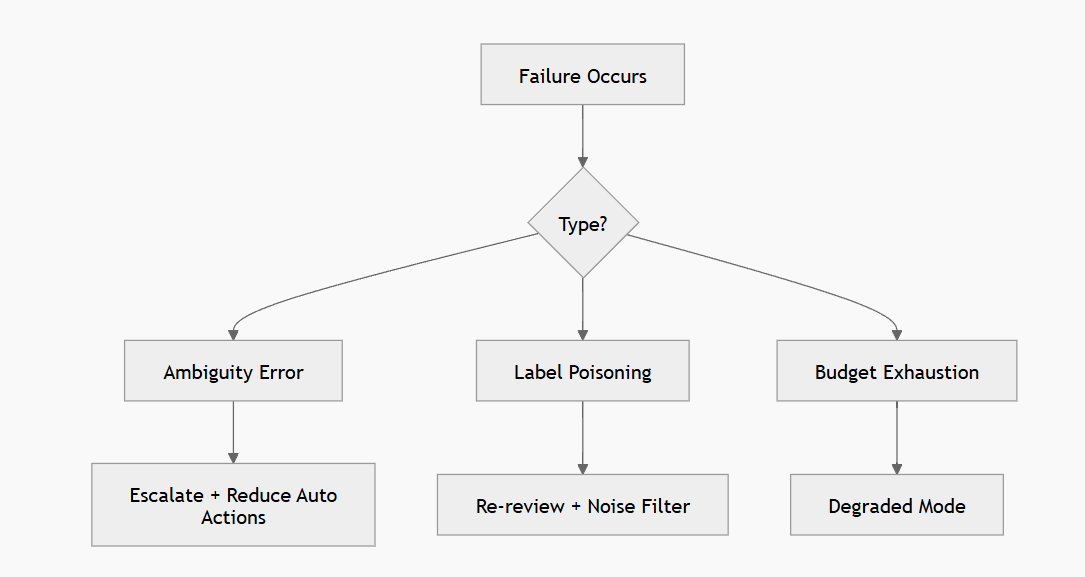 Failure Occurs
Type?
Ambiguity Error
Label Poisoning
Budget Exhaustion
Escalate + Reduce Auto
Actions
Re-review + Noise Filter
Degraded Mode